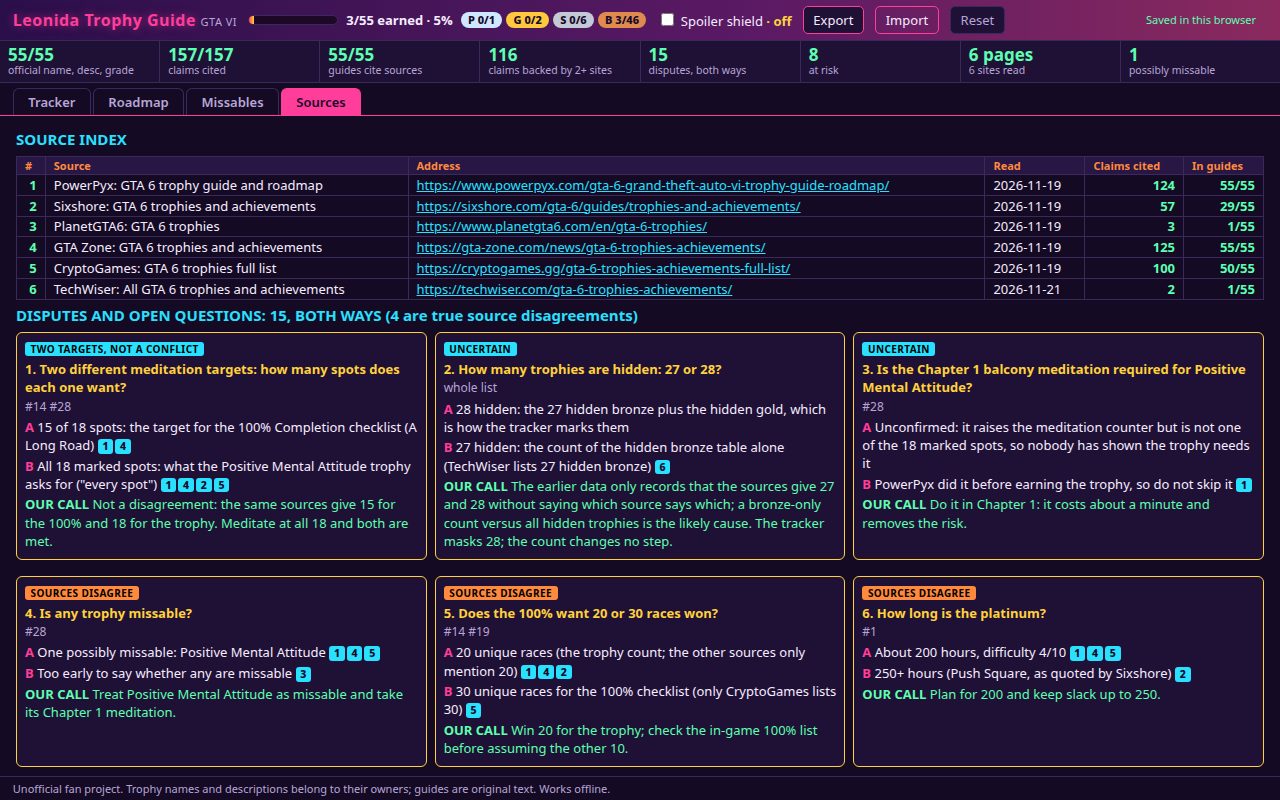 Leonida Trophy Guide GTA VI 3/55 earned · 5% P 0/1 G 0/2 S 0/6 B 3/46 Spoiler shield · off Export Import Reset Saved in this browser
55/55 157/157 55/55 116 15 8 6 pages 1
official name, desc, grade claims cited guides cite sources claims backed by 2+ sites disputes, both ways at risk 6 sites read possibly missable
Tracker Roadmap Missables Sources
SOURCE INDEX
# Source Address Read Claims cited In guides
1 PowerPyx: GTA 6 trophy guide and roadmap https://www.powerpyx.com/gta-6-grand-theft-auto-vi-trophy-guide-roadmap/ 2026-11-19 124 55/55
2 Sixshore: GTA 6 trophies and achievements https://sixshore.com/gta-6/guides/trophies-and-achievements/ 2026-11-19 57 29/55
3 PlanetGTA6: GTA 6 trophies https://www.planetgta6.com/en/gta-6-trophies/ 2026-11-19 3 1/55
4 GTA Zone: GTA 6 trophies and achievements https://gta-zone.com/news/gta-6-trophies-achievements/ 2026-11-19 125 55/55
5 CryptoGames: GTA 6 trophies full list https://cryptogames.gg/gta-6-trophies-achievements-full-list/ 2026-11-19 100 50/55
6 TechWiser: All GTA 6 trophies and achievements https://techwiser.com/gta-6-trophies-achievements/ 2026-11-21 2 1/55
DISPUTES AND OPEN QUESTIONS: 15, BOTH WAYS (4 are true source disagreements)
TWO TARGETS, NOT A CONFLICT
1. Two different meditation targets: how many spots does
each one want?
#14 #28
A 15 of 18 spots: the target for the 100% Completion checklist (A
Long Road) 1 4
B All 18 marked spots: what the Positive Mental Attitude trophy
asks for ("every spot") 1 4 2 5
OUR CALL Not a disagreement: the same sources give 15 for
the 100% and 18 for the trophy. Meditate at all 18 and both are
met.
UNCERTAIN
2. How many trophies are hidden: 27 or 28?
whole list
A 28 hidden: the 27 hidden bronze plus the hidden gold, which
is how the tracker marks them
B 27 hidden: the count of the hidden bronze table alone
(TechWiser lists 27 hidden bronze) 6
OUR CALL The earlier data only records that the sources give 27
and 28 without saying which source says which; a bronze-only
count versus all hidden trophies is the likely cause. The tracker
masks 28; the count changes no step.
UNCERTAIN
3. Is the Chapter 1 balcony meditation required for Positive
Mental Attitude?
#28
A Unconfirmed: it raises the meditation counter but is not one
of the 18 marked spots, so nobody has shown the trophy needs
it
B PowerPyx did it before earning the trophy, so do not skip it 1
OUR CALL Do it in Chapter 1: it costs about a minute and
removes the risk.
SOURCES DISAGREE
4. Is any trophy missable?
#28
A One possibly missable: Positive Mental Attitude 1 4 5
B Too early to say whether any are missable 3
OUR CALL Treat Positive Mental Attitude as missable and take
its Chapter 1 meditation.
SOURCES DISAGREE
5. Does the 100% want 20 or 30 races won?
#14 #19
A 20 unique races (the trophy count; the other sources only
mention 20) 1 4 2
B 30 unique races for the 100% checklist (only CryptoGames lists
30) 5
OUR CALL Win 20 for the trophy; check the in-game 100% list
before assuming the other 10.
SOURCES DISAGREE
6. How long is the platinum?
#1
A About 200 hours, difficulty 4/10 1 4 5
B 250+ hours (Push Square, as quoted by Sixshore) 2
OUR CALL Plan for 200 and keep slack up to 250.
Unofficial fan project. Trophy names and descriptions belong to their owners; guides are original text. Works offline.